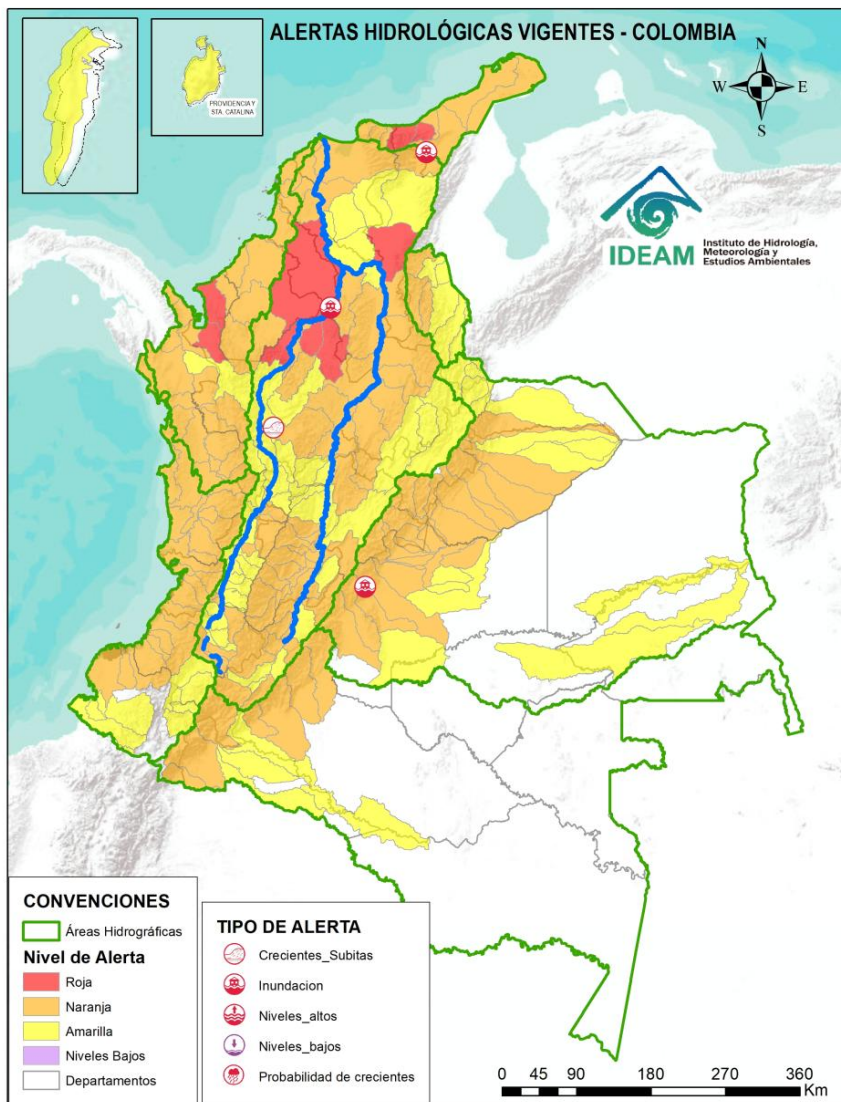 ALERTAS HIDROLÓGICAS VIGENTES - COLOMBIA
PROVIDENCIA Y
STA. CATALINA
N
W
E
S
IDEAM
Instituto de Hidrología,
Meteorología y
Estudios Ambientales
CONVENCIONES
Áreas Hidrográficas
Nivel de Alerta
Roja
Naranja
Amarilla
Niveles Bajos
Departamentos
TIPO DE ALERTA
Crecientes_Subitas
Inundacion
Niveles_altos
Niveles_bajos
Probabilidad de crecientes
0 45 90 180 270 360
Km